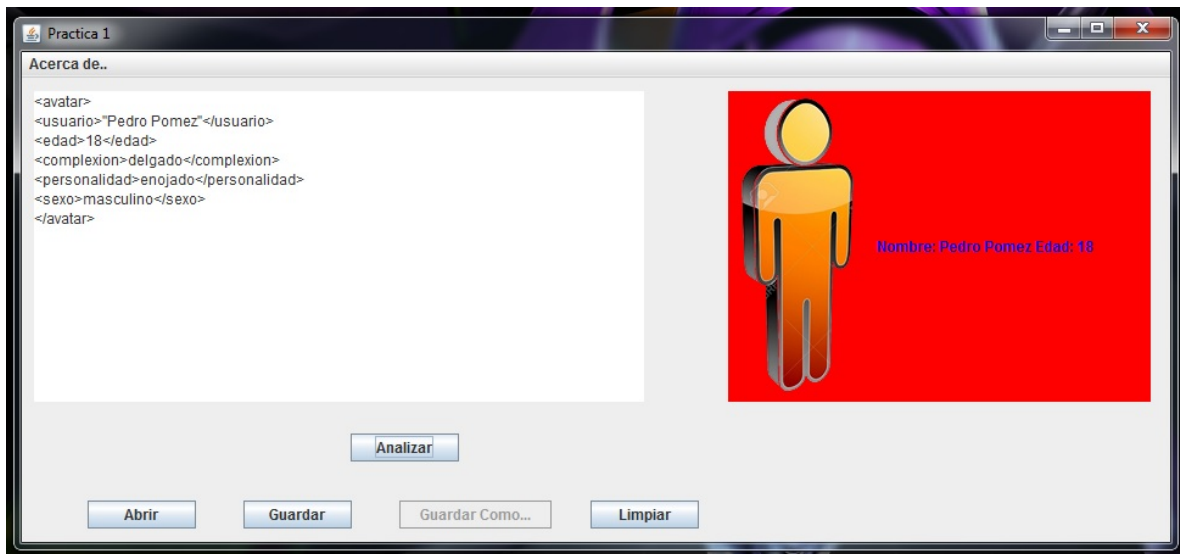 Practica 1
Acerca de..
<avatar>
<usuario>"Pedro Pomez"</usuario>
<edad>18</edad>
<complexion>delgado</complexion>
<personalidad>enojado</personalidad>
<sexo>masculino</sexo>
</avatar>
Nombre: Pedro Pomez Edad: 18
Analizar
Abrir Guardar Guardar Como... Limpiar